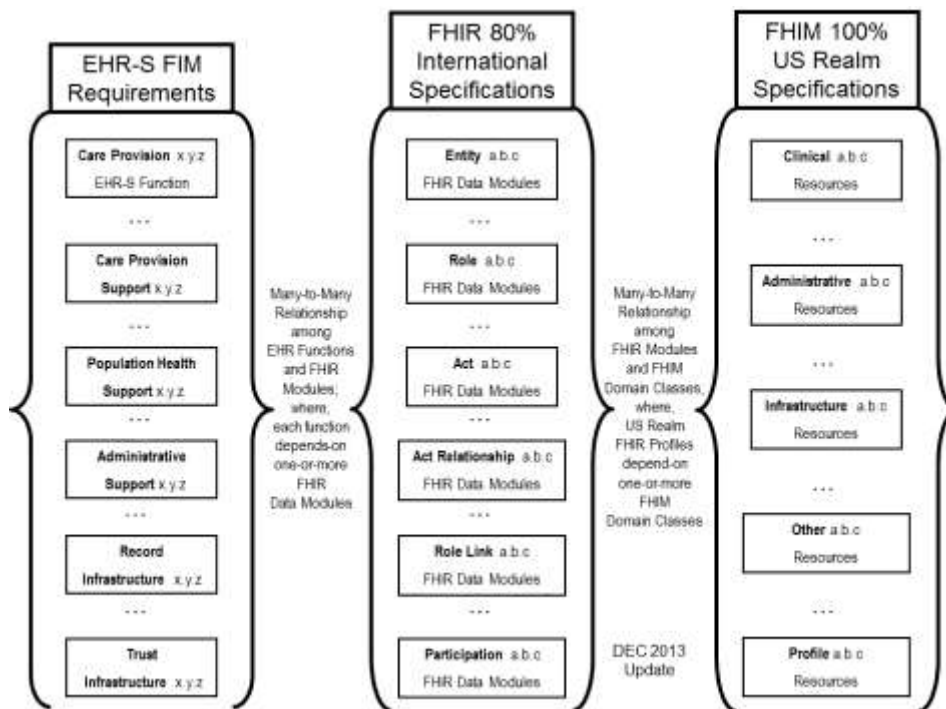 EHR-S FIM
Requirements
Care Provision x.y.z
EHR-S Function
...
Care Provision
Support x.y.z
...
Population Health
Support x.y.z
...
Administrative
Support x.y.z
...
Record
Infrastructure x.y.z
...
Trust
Infrastructure x.y.z
Many-to-Many
Relationship
among
EHR Functions
and FHIR
Modules;
where,
each function
depends-on
one-or-more
FHIR
Data Modules
FHIR 80%
International
Specifications
Entity a.b.c
FHIR Data Modules
...
Role a.b.c
FHIR Data Modules
...
Act a.b.c
FHIR Data Modules
...
Act Relationship a.b.c
FHIR Data Modules
...
Role Link a.b.c
FHIR Data Modules
...
Participation a.b.c
FHIR Data Modules
Many-to-Many
Relationship
among
FHIR Modules
and FHIM
Domain Classes,
where,
US Realm
FHIR Profiles
depend-on
one-or-more
FHIM
Domain Classes
DEC 2013
Update
FHIM 100%
US Realm
Specifications
Clinical a.b.c
Resources
...
Administrative a.b.c
Resources
...
Infrastructure a.b.c
Resources
...
Other a.b.c
Resources
...
Profile a.b.c
Resources